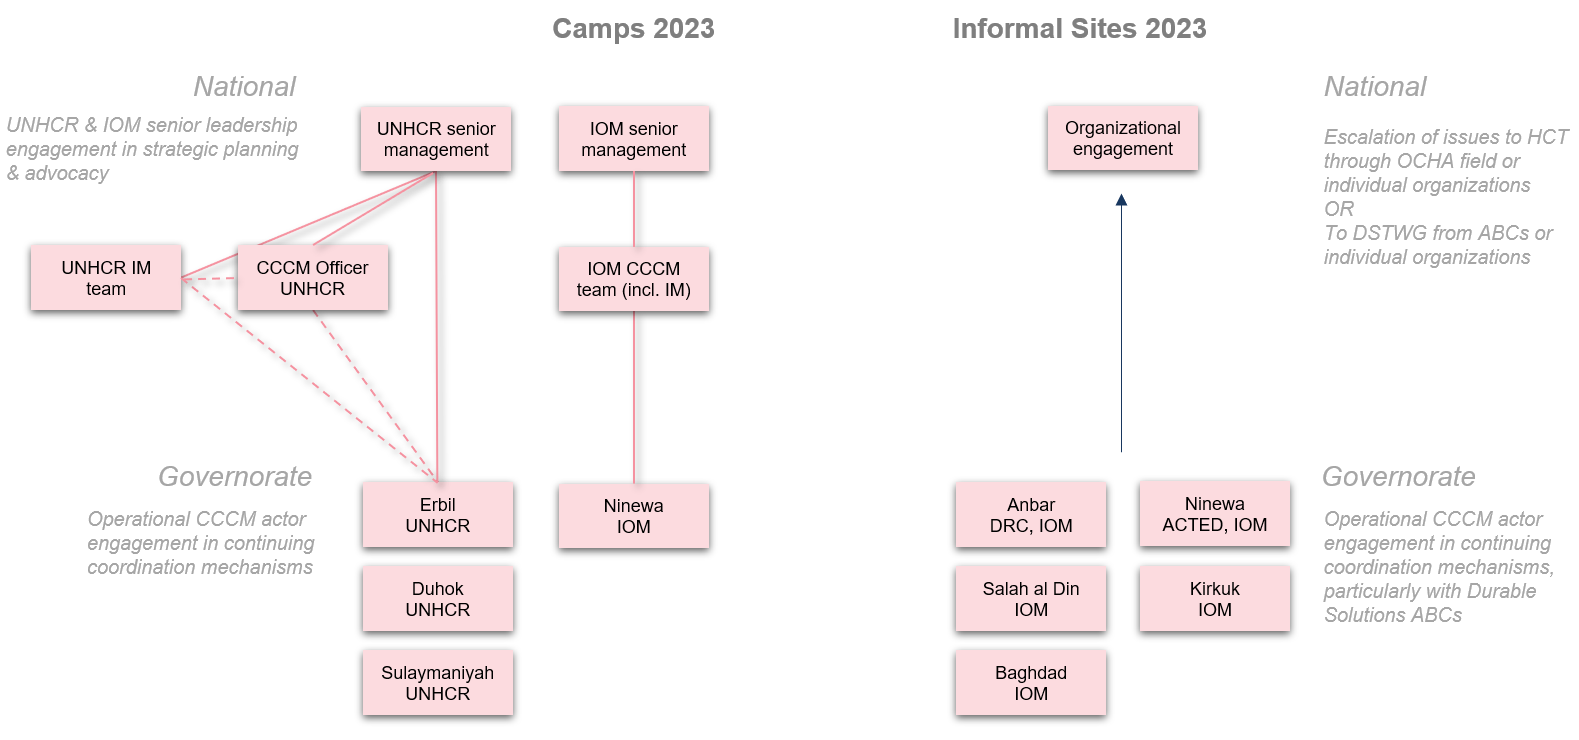 Camps 2023
National
UNHCR & IOM senior leadership
engagement in strategic planning
& advocacy
UNHCR senior
management
IOM senior
management
UNHCR IM
team
CCCM Officer
UNHCR
IOM CCCM
team (incl. IM)
Governorate
Operational CCCM actor
engagement in continuing
coordination mechanisms
Erbil
UNHCR
Ninewa
IOM
Duhok
UNHCR
Sulaymaniyah
UNHCR
Informal Sites 2023
Organizational
engagement
National
Escalation of issues to HCT
through OCHA field or
individual organizations
OR
To DSTWG from ABCs or
individual organizations
Anbar
DRC, IOM
Ninewa
ACTED, IOM
Salah al Din
IOM
Kirkuk
IOM
Baghdad
IOM
Governorate
Operational CCCM actor
engagement in continuing
coordination mechanisms,
particularly with Durable
Solutions ABCs